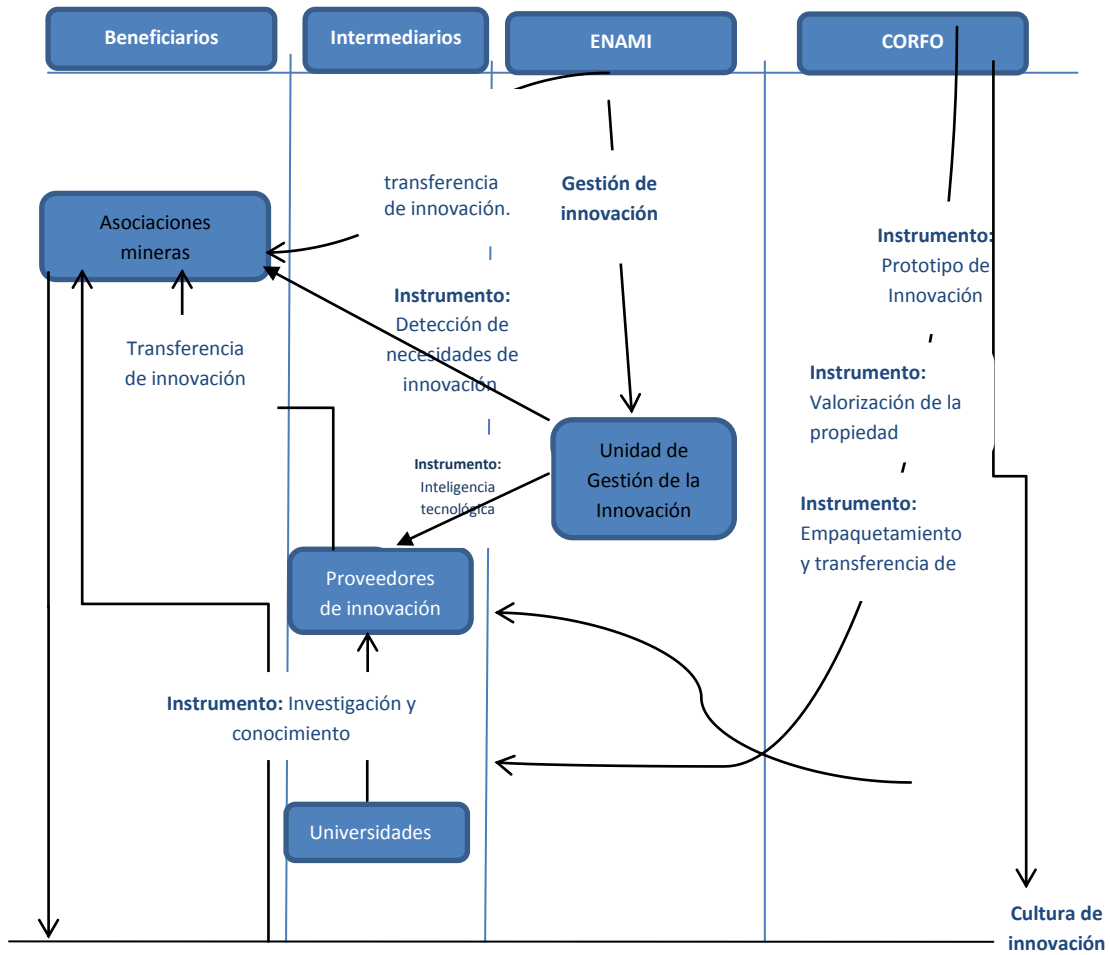 Beneficiarios
Intermediarios
ENAMI
CORFO
transferencia
de innovación.
Gestión de
innovación
Asociaciones
mineras
Instrumento:
Prototipo de
Innovación
Instrumento:
Detección de
necesidades de
innovación
Transferencia
de innovación
Instrumento:
Valorización de la
propiedad
Unidad de
Gestión de la
Innovación
Instrumento:
Inteligencia
tecnológica
Instrumento:
Empaquetamiento
y transferencia de
Proveedores
de innovación
Instrumento: Investigación y
conocimiento
Universidades
Cultura de
innovación